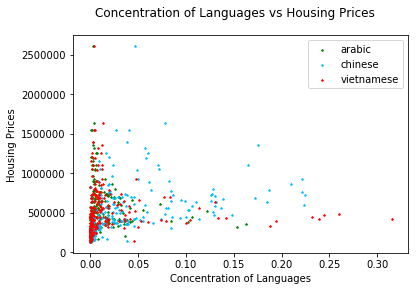 Concentration of Languages vs Housing Prices
arabic
chinese
vietnamese
2500000
2000000
1500000
1000000
500000
0
Housing Prices
0.00 0.05 0.10 0.15 0.20 0.25 0.30
Concentration of Languages